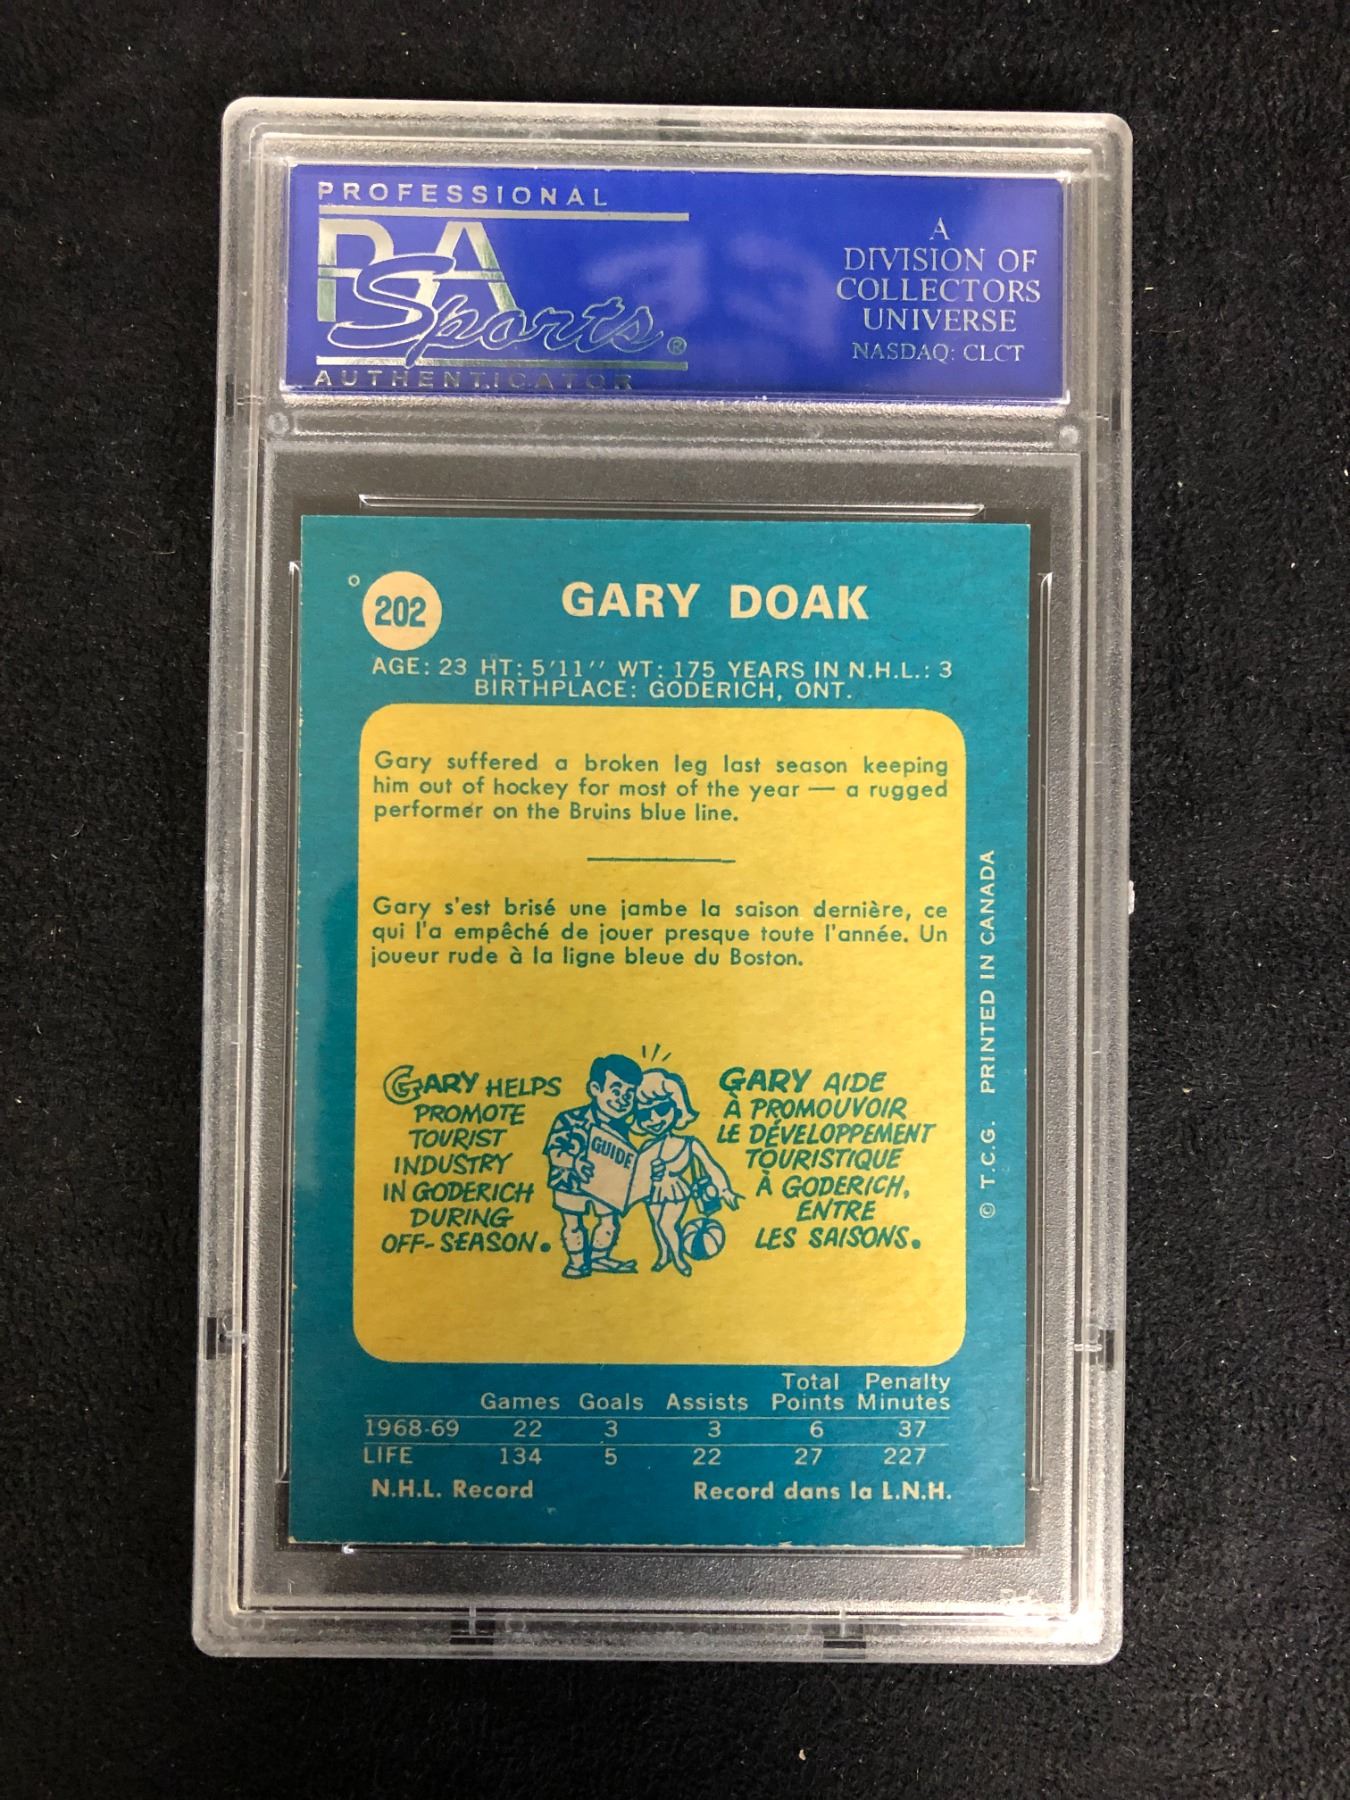 PROFESSIONAL
PSA
Sports®
AUTHENTICATOR
A
DIVISION OF
COLLECTORS
UNIVERSE
NASDAQ: CLCT
202
GARY DOAK
AGE: 23 HT: 5'11'' WT: 175 YEARS IN N.H.L.: 3
BIRTHPLACE: GODERICH, ONT.
Gary suffered a broken leg last season keeping
him out of hockey for most of the year — a rugged
performer on the Bruins blue line.
Gary s'est brisé une jambe la saison dernière, ce
qui l'a empêché de jouer presque toute l'année. Un
joueur rude à la ligne bleue du Boston.
GARY HELPS
PROMOTE
TOURIST
INDUSTRY
IN GODERICH
DURING
OFF-SEASON.
GUIDE
GARY AIDE
À PROMOUVOIR
LE DÉVELOPPEMENT
TOURISTIQUE
À GODERICH,
ENTRE
LES SAISONS.
© T.C.G. PRINTED IN CANADA
Total Penalty
Games Goals Assists Points Minutes
1968-69 22 3 3 6 37
LIFE 134 5 22 27 227
N.H.L. Record Record dans la L.N.H.